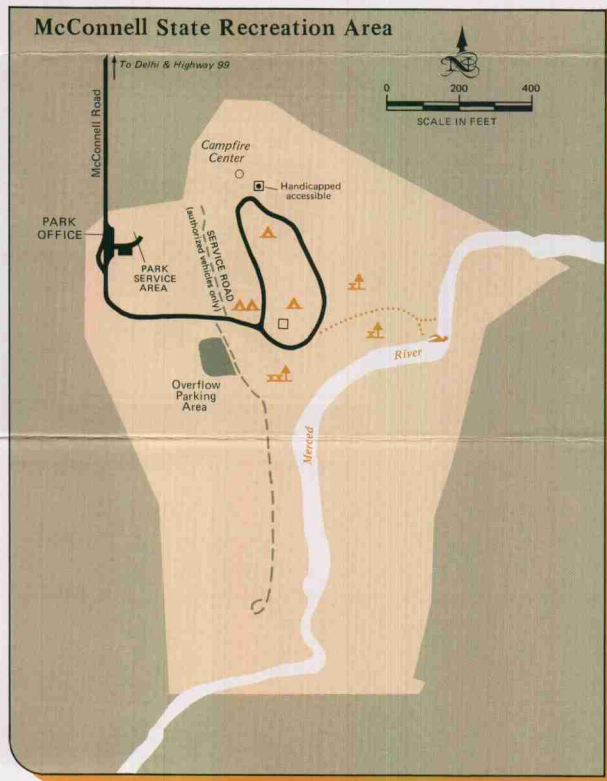 McConnell State Recreation Area
To Delhi & Highway 99
McConnell Road
N
0 200 400
SCALE IN FEET
Campfire
Center
Handicapped
accessible
PARK
OFFICE
PARK
SERVICE
AREA
SERVICE ROAD
(authorized vehicles only)
River
Overflow
Parking
Area
Merced